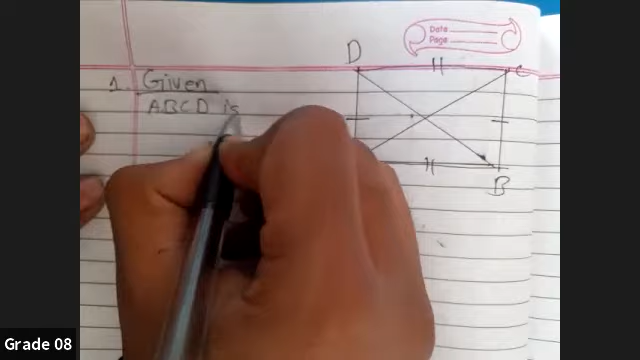 Date
Page
D
C
1. Given
ABCD is
B
Grade 08